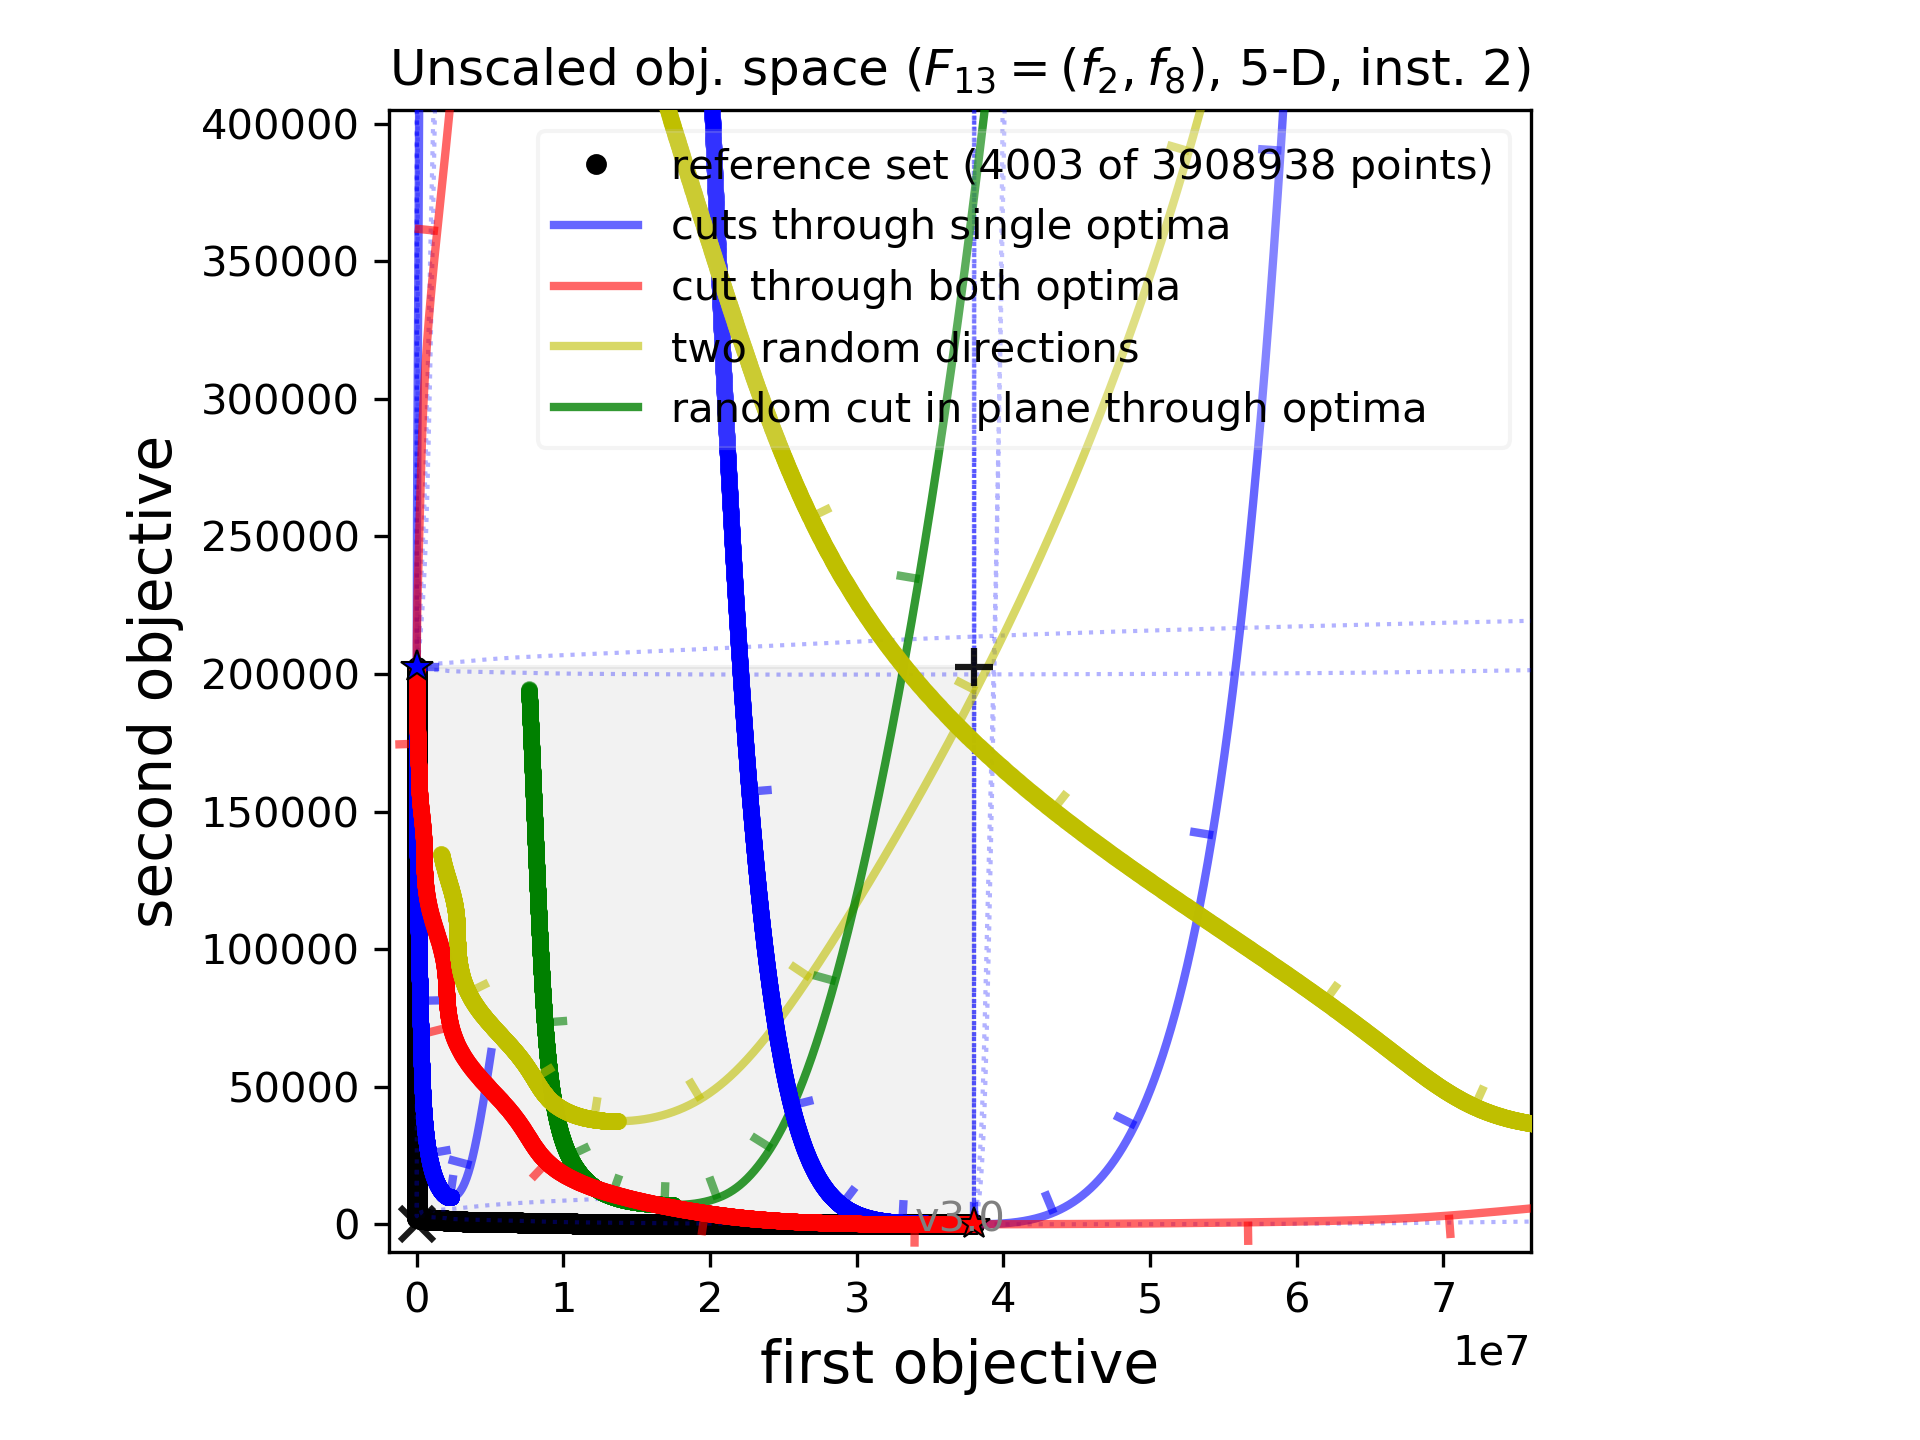 Unscaled obj. space (F₁₃ = (f₂, f₈), 5-D, inst. 2)
400000
350000
300000
250000
200000
150000
100000
50000
0
second objective
reference set (4003 of 3908938 points)
cuts through single optima
cut through both optima
two random directions
random cut in plane through optima
v3.0
0 1 2 3 4 5 6 7
1e7
first objective